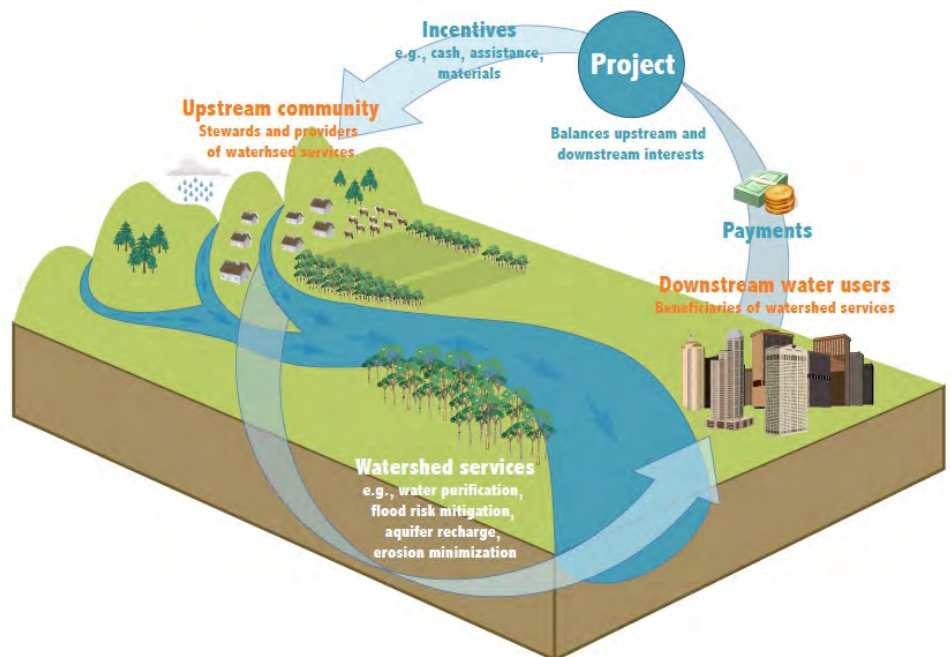 Incentives
e.g., cash, assistance,
materials
Project
Balances upstream and
downstream interests
Upstream community
Stewards and providers
of waterhsed services
Payments
Downstream water users
Beneficiaries of watershed services
Watershed services
e.g., water purification,
flood risk mitigation,
aquifer recharge,
erosion minimization